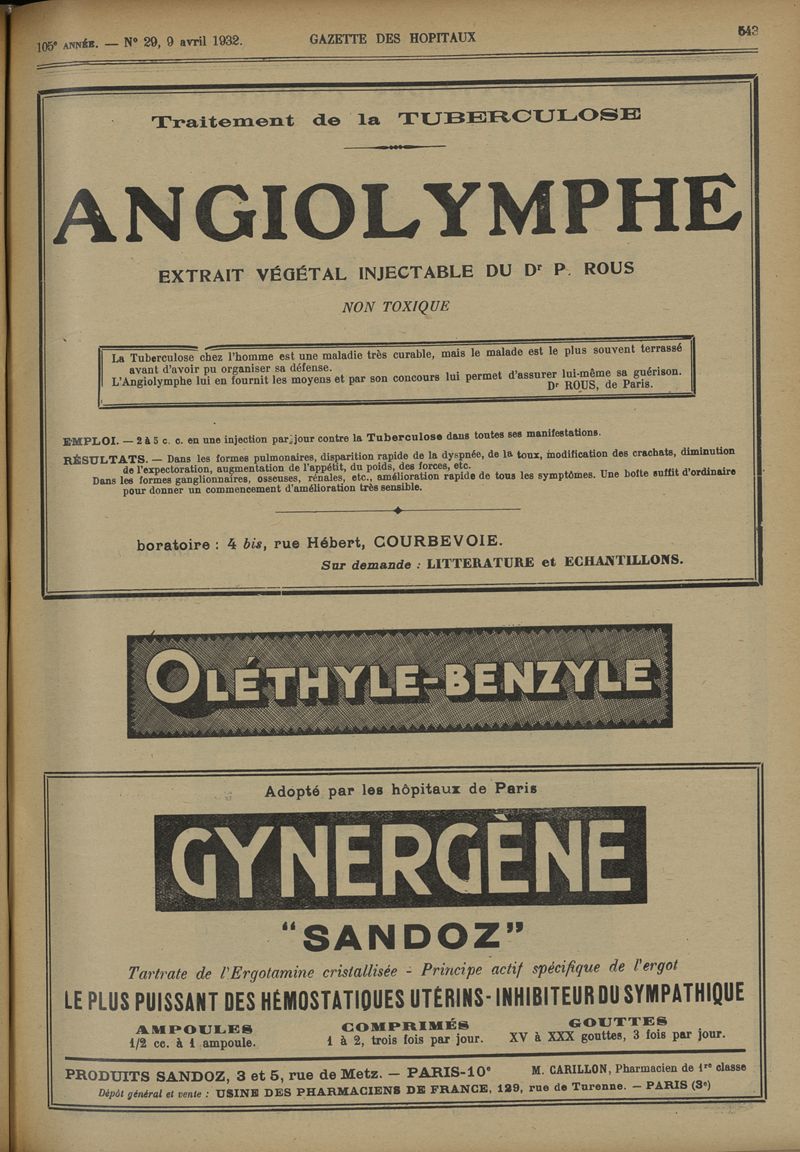 105e ANNÉE. — N° 29, 9 avril 1932.
GAZETTE DES HOPITAUX
543
Traitement de la TUBERCULOSE
ANGIOLYMPHE
EXTRAIT VÉGÉTAL INJECTABLE DU Dr P. ROUS
NON TOXIQUE
La Tuberculose chez l'homme est une maladie très curable, mais le malade est le plus souvent terrassé
avant d'avoir pu organiser sa défense.
L'Angiolymphe lui en fournit les moyens et par son concours lui permet d'assurer lui-même sa guérison.
Dr ROUS, de Paris.
EMPLOI. — 2 à 5 c. c. en une injection par jour contre la Tuberculose dans toutes ses manifestations.
RÉSULTATS. — Dans les formes pulmonaires, disparition rapide de la dyspnée, de la toux, modification des crachats, diminution
de l'expectoration, augmentation de l'appétit, du poids, des forces, etc.
Dans les formes ganglionnaires, osseuses, rénales, etc., amélioration rapide de tous les symptômes. Une boîte suffit d'ordinaire
pour donner un commencement d'amélioration très sensible.
boratoire : 4 bis, rue Hébert, COURBEVOIE.
Sur demande : LITTERATURE et ECHANTILLONS.
OLÉTHYLE-BENZYLE
Adopté par les hôpitaux de Paris
GYNERGÈNE
"SANDOZ"
Tartrate de l'Ergotamine cristallisée - Principe actif spécifique de l'ergot
LE PLUS PUISSANT DES HÉMOSTATIQUES UTÉRINS - INHIBITEUR DU SYMPATHIQUE
AMPOULES COMPRIMÉS GOUTTES
1/2 cc. à 1 ampoule. 1 à 2, trois fois par jour. XV à XXX gouttes, 3 fois par jour.
PRODUITS SANDOZ, 3 et 5, rue de Metz. — PARIS-10e M. CARILLON, Pharmacien de 1re classe
Dépôt général et vente : USINE DES PHARMACIENS DE FRANCE, 129, rue de Turenne. — PARIS (3e)